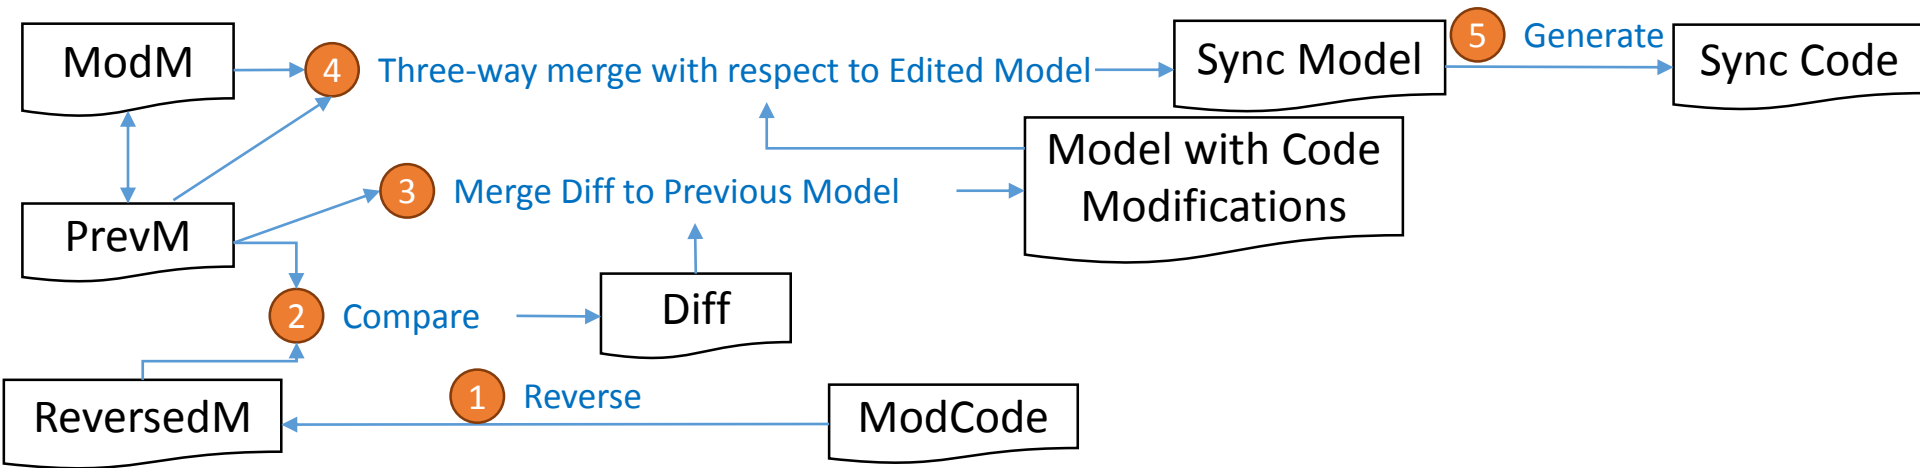 ModM
4 Three-way merge with respect to Edited Model
Sync Model
5 Generate
Sync Code
Model with Code
Modifications
3 Merge Diff to Previous Model
PrevM
2 Compare
Diff
1 Reverse
ReversedM
ModCode